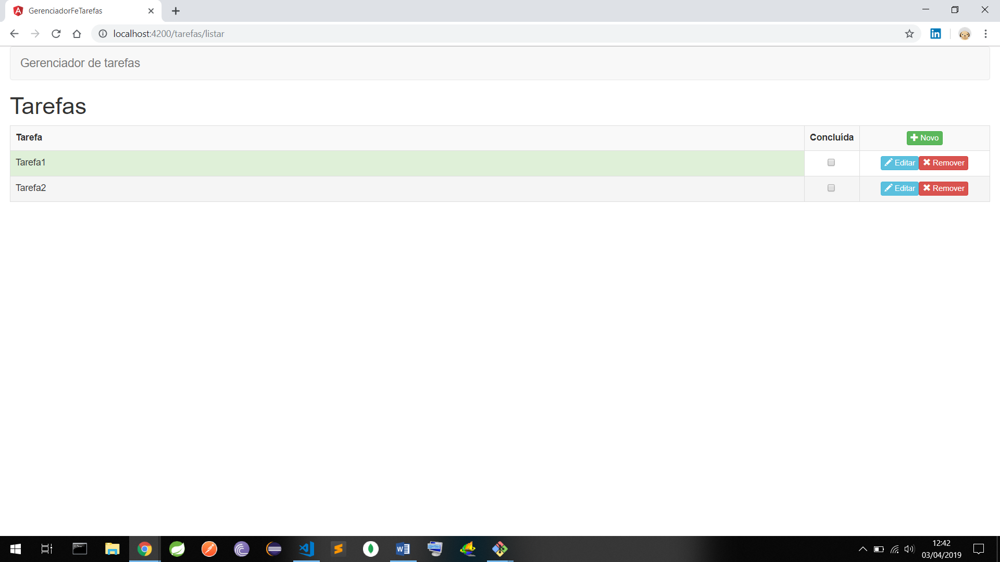 GerenciadorFeTarefas
localhost:4200/tarefas/listar
Gerenciador de tarefas
Tarefas
Tarefa Concluída Novo
Tarefa1 Editar Remover
Tarefa2 Editar Remover
12:42
03/04/2019